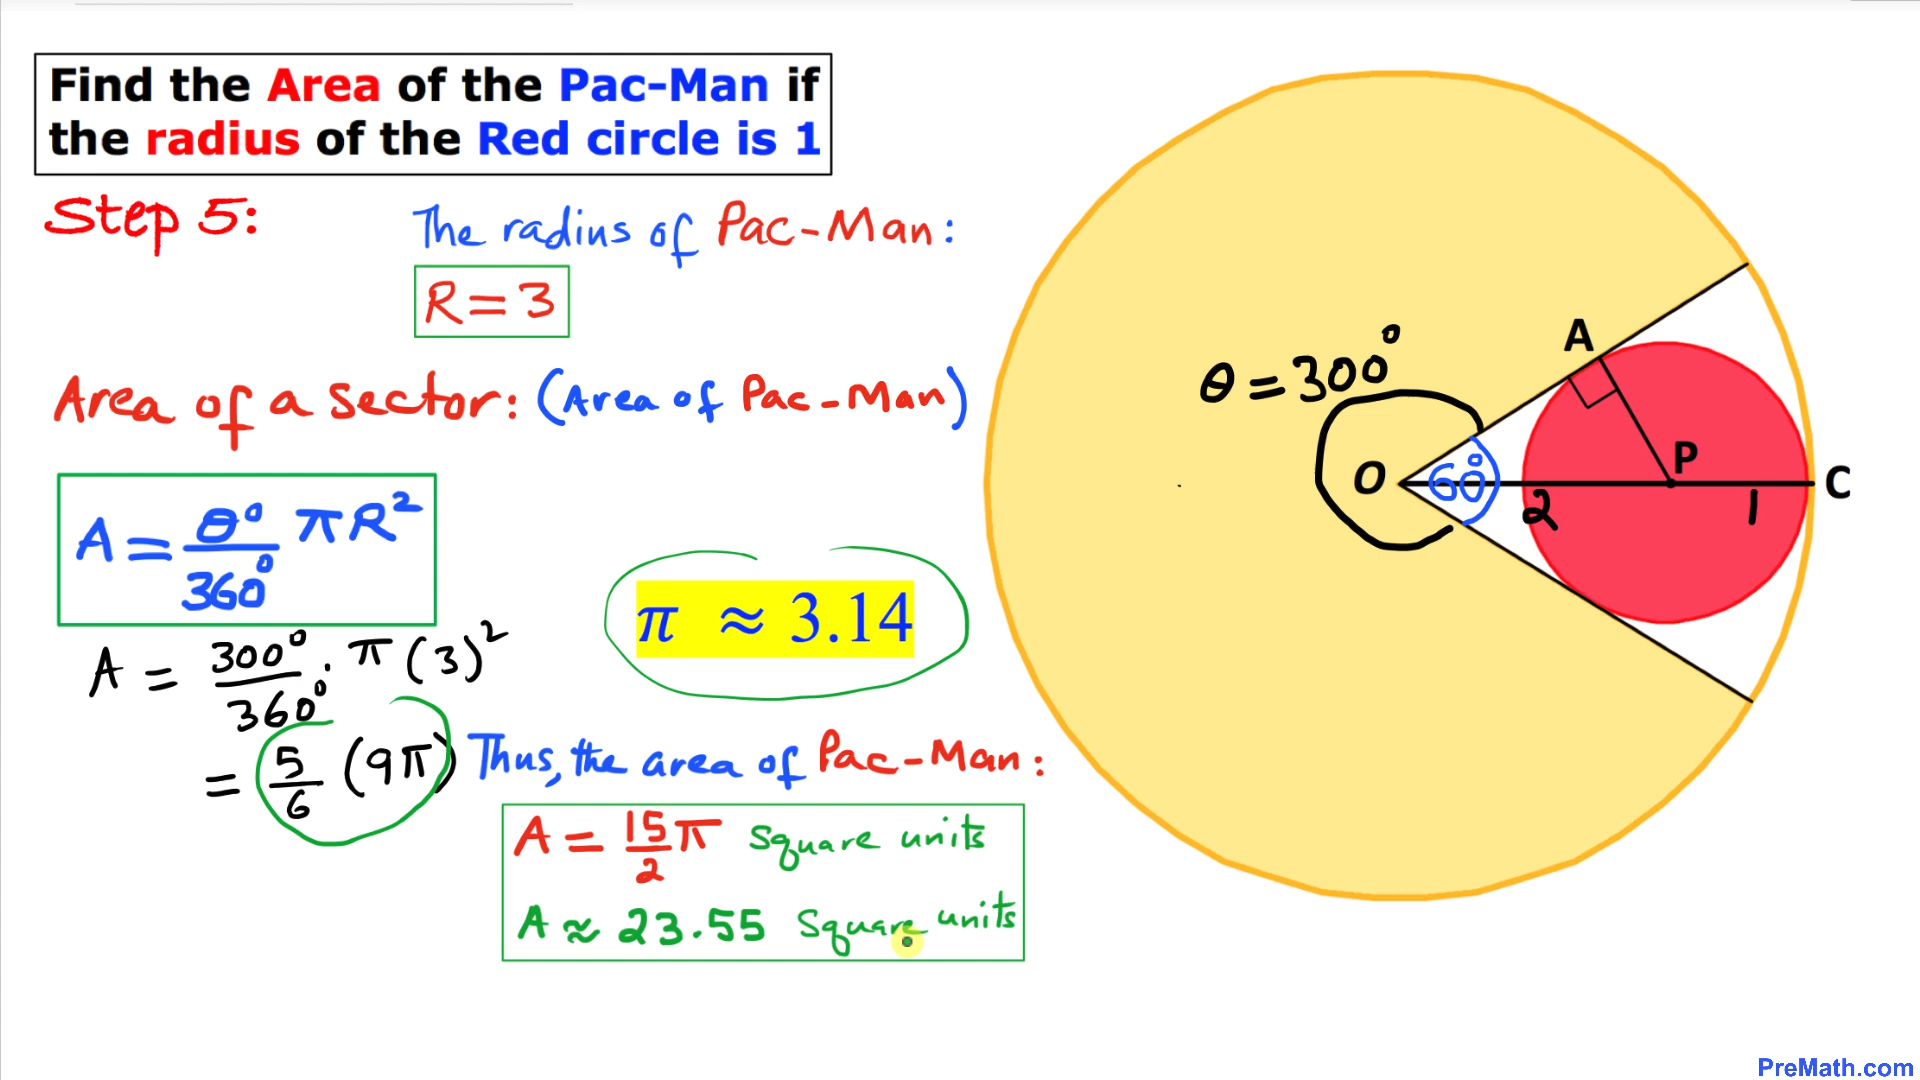 Find the Area of the Pac-Man if
the radius of the Red circle is 1
Step 5:
The radius of Pac-Man:
R = 3
Area of a sector: (Area of Pac-Man)
A = θ°/360° πR²
π ≈ 3.14
A = 300°/360° · π(3)²
= 5/6 (9π)
Thus, the area of Pac-Man:
A = 15/2 π square units
A ≈ 23.55 square units
θ = 300°
A
O
60°
P
C
2
1
PreMath.com